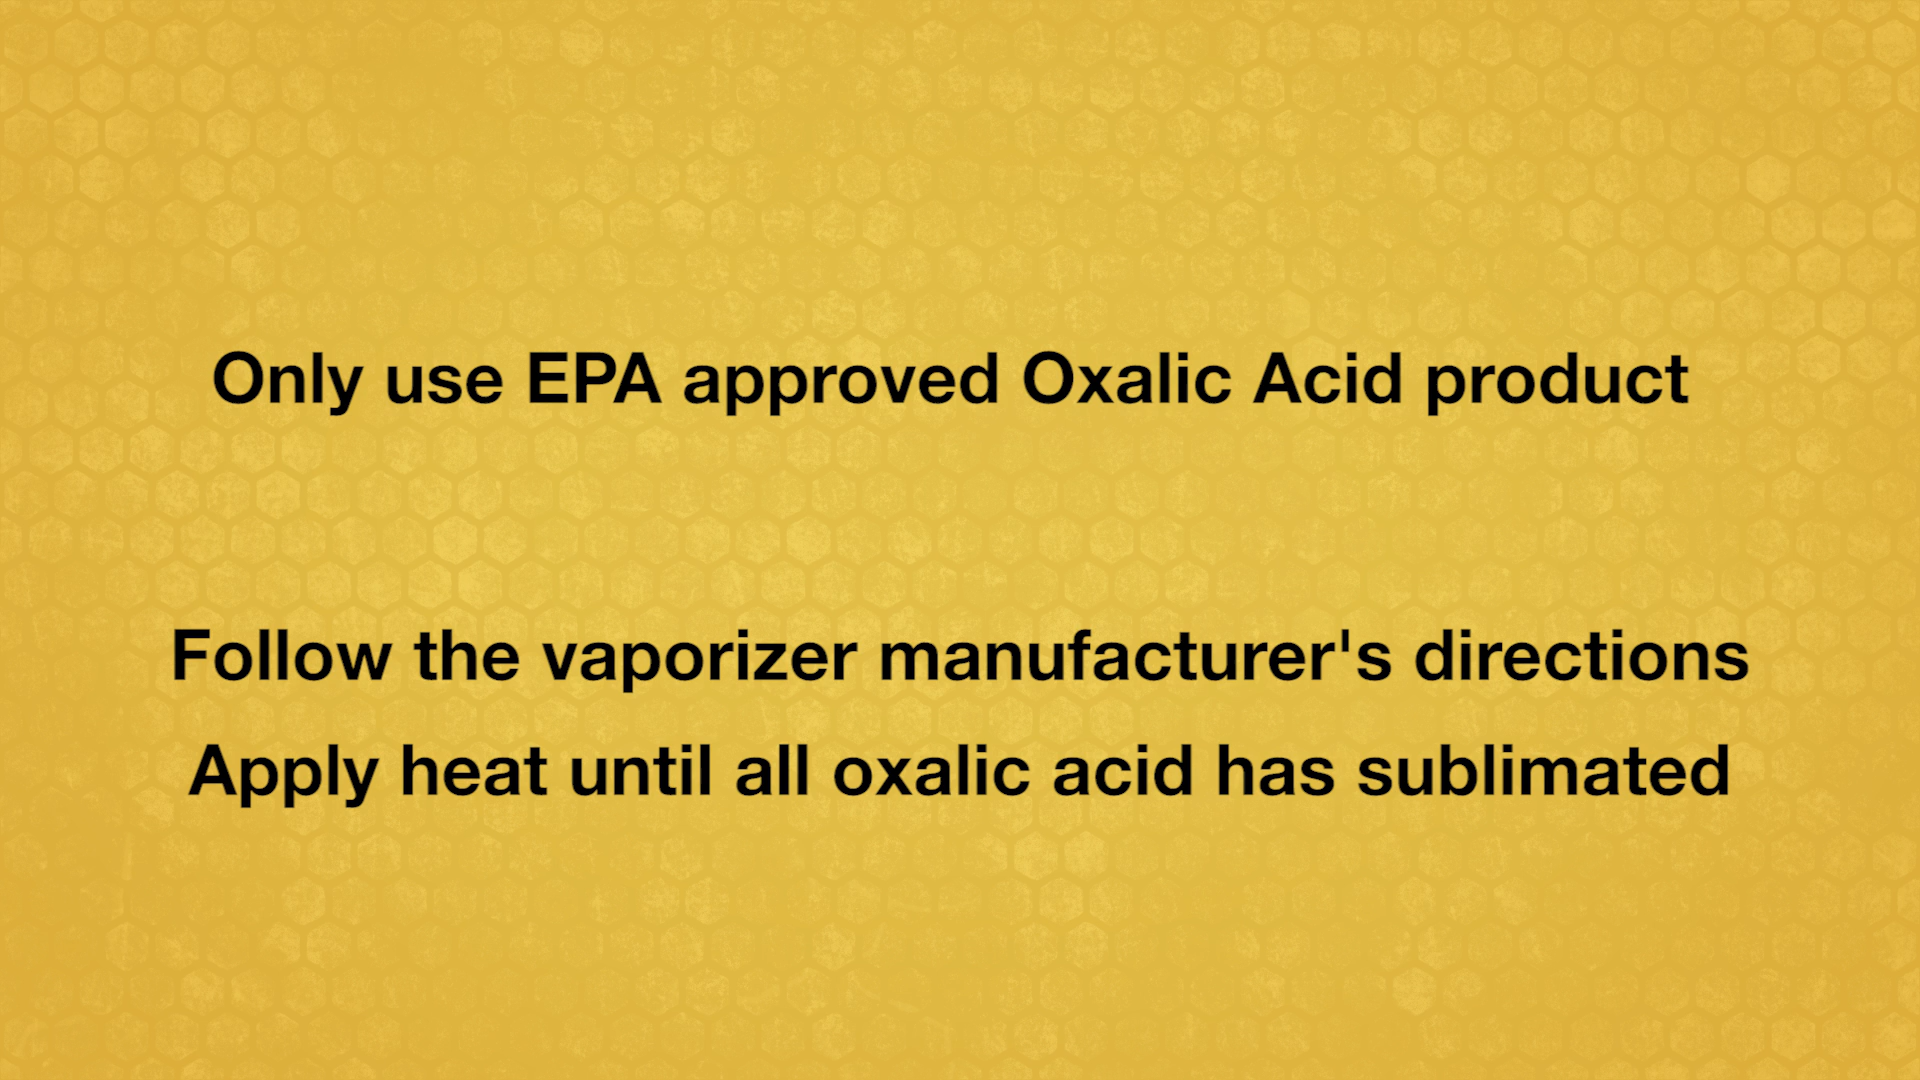 Only use EPA approved Oxalic Acid product
Follow the vaporizer manufacturer's directions
Apply heat until all oxalic acid has sublimated